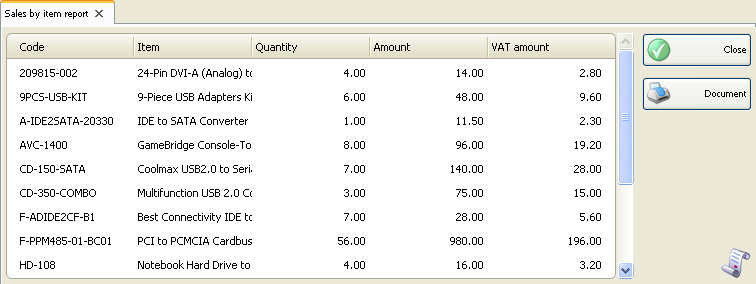 Sales by item report
Code Item Quantity Amount VAT amount
209815-002 24-Pin DVI-A (Analog) to 4.00 14.00 2.80
9PCS-USB-KIT 9-Piece USB Adapters Ki 6.00 48.00 9.60
A-IDE2SATA-20330 IDE to SATA Converter 1.00 11.50 2.30
AVC-1400 GameBridge Console-To 8.00 96.00 19.20
CD-150-SATA Coolmax USB2.0 to Seria 7.00 140.00 28.00
CD-350-COMBO Multifunction USB 2.0 Co 3.00 75.00 15.00
F-ADIDE2CF-B1 Best Connectivity IDE to 7.00 28.00 5.60
F-PPM485-01-BC01 PCI to PCMCIA Cardbus 56.00 980.00 196.00
HD-108 Notebook Hard Drive to 4.00 16.00 3.20
Close
Document